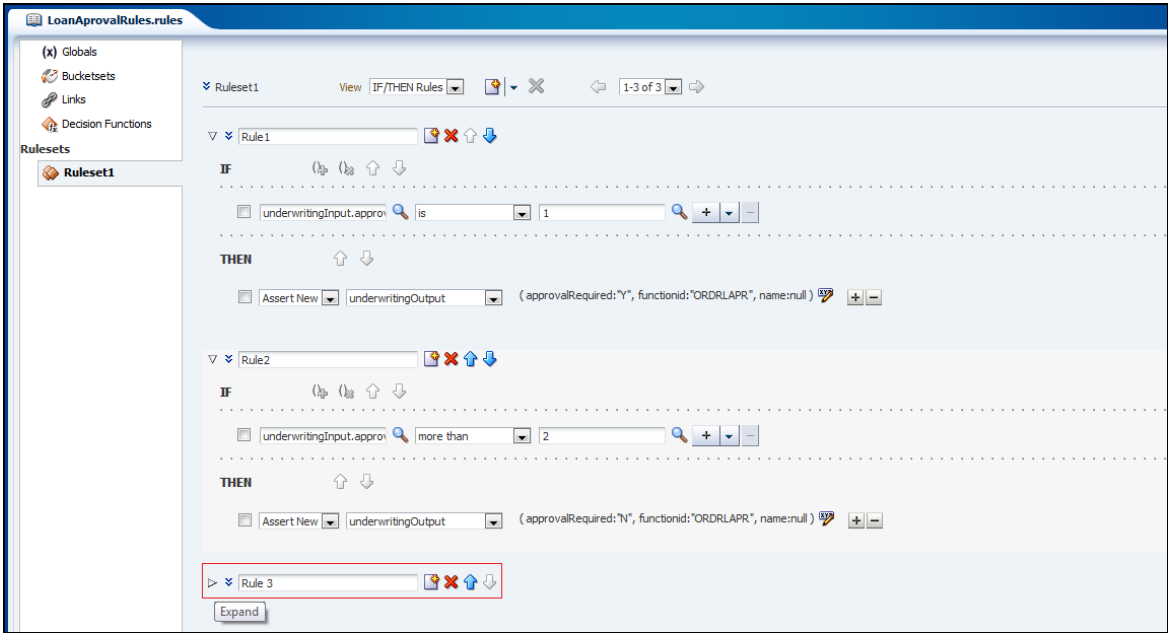 LoanAprovalRules.rules
(x) Globals
Bucketsets
Links
Decision Functions
Rulesets
Ruleset1
Ruleset1 View IF/THEN Rules 1-3 of 3
Rule1
IF
underwritingInput.approv is 1
THEN
Assert New underwritingOutput ( approvalRequired:"Y", functionid:"ORDRLAPR", name:null )
Rule2
IF
underwritingInput.approv more than 2
THEN
Assert New underwritingOutput ( approvalRequired:"N", functionid:"ORDRLAPR", name:null )
Rule 3
Expand